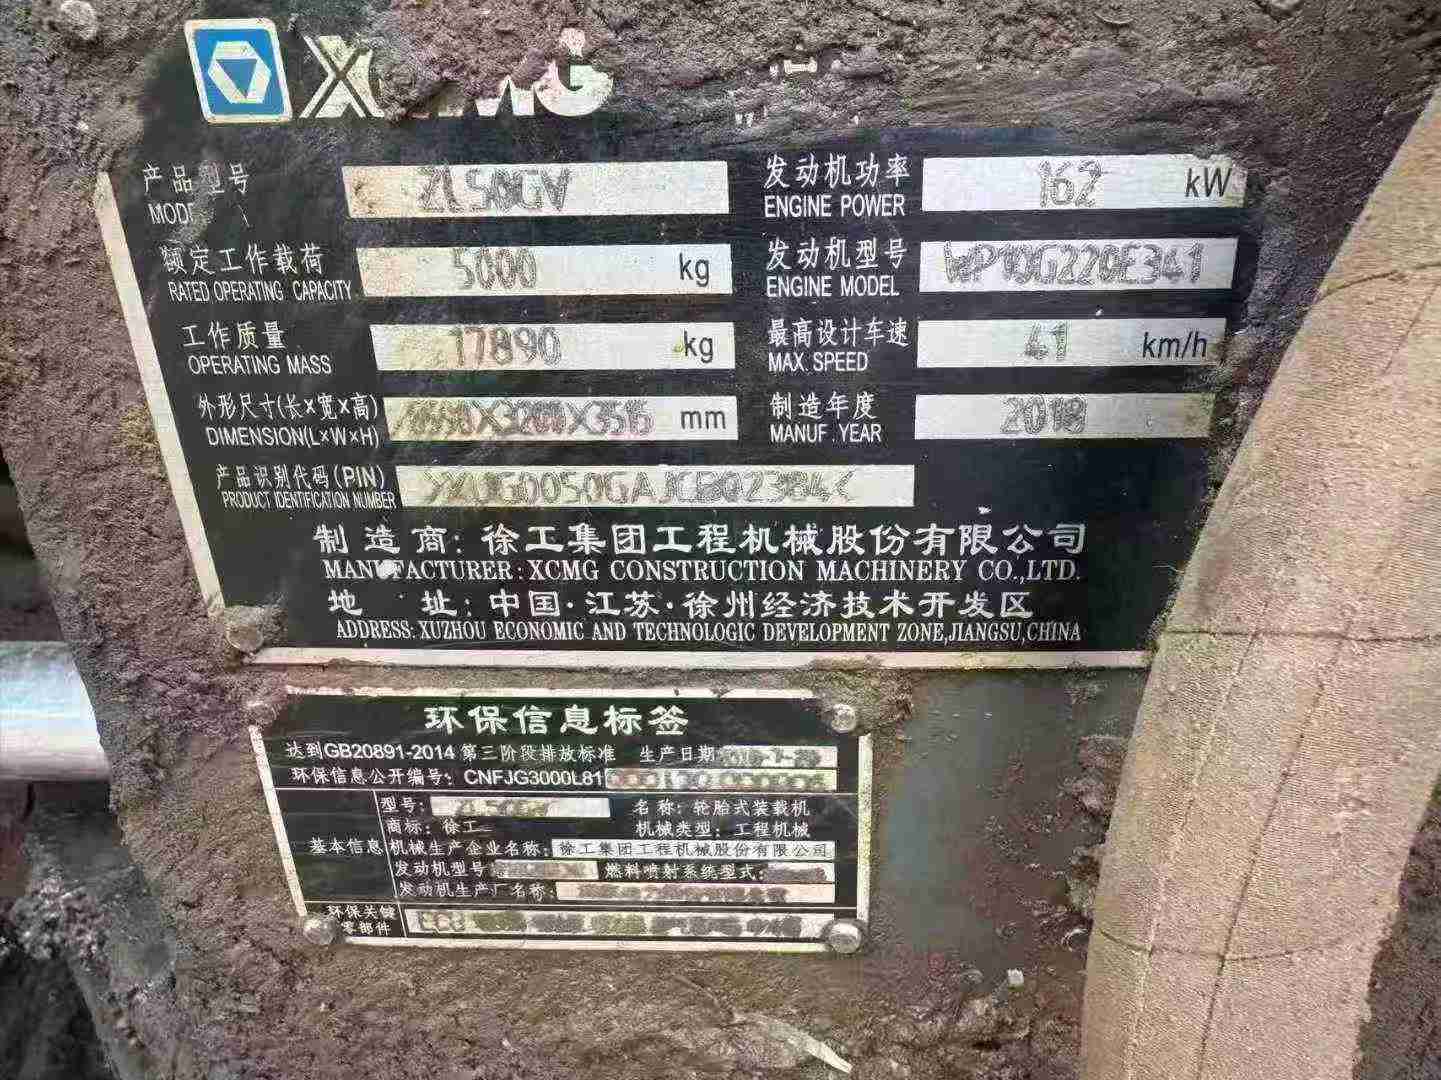 XCMG
产品型号 ZL50GV 发动机功率 162 kW
MODE ENGINE POWER
额定工作载荷 5000 kg 发动机型号 WP10G220E341
RATED OPERATING CAPACITY ENGINE MODEL
工作质量 17890 kg 最高设计车速 41 km/h
OPERATING MASS MAX. SPEED
外形尺寸(长×宽×高) X3200X3515 mm 制造年度 2018
DIMENSION(L×W×H) MANUF. YEAR
产品识别代码(PIN)
PRODUCT IDENTIFICATION NUMBER
制造商:徐工集团工程机械股份有限公司
MANUFACTURER:XCMG CONSTRUCTION MACHINERY CO.,LTD.
地 址:中国·江苏·徐州经济技术开发区
ADDRESS: XUZHOU ECONOMIC AND TECHNOLOGIC DEVELOPMENT ZONE,JIANGSU,CHINA
环保信息标签
达到GB20891-2014 第三阶段排放标准 生产日期
环保信息公开编号: CNFJG3000L81
型号: ZL50GV 名称: 轮胎式装载机
商标: 徐工 机械类型: 工程机械
基本信息 机械生产企业名称: 徐工集团工程机械股份有限公司
发动机型号 燃料喷射系统型式:
发动机生产厂名称:
环保关键
零部件